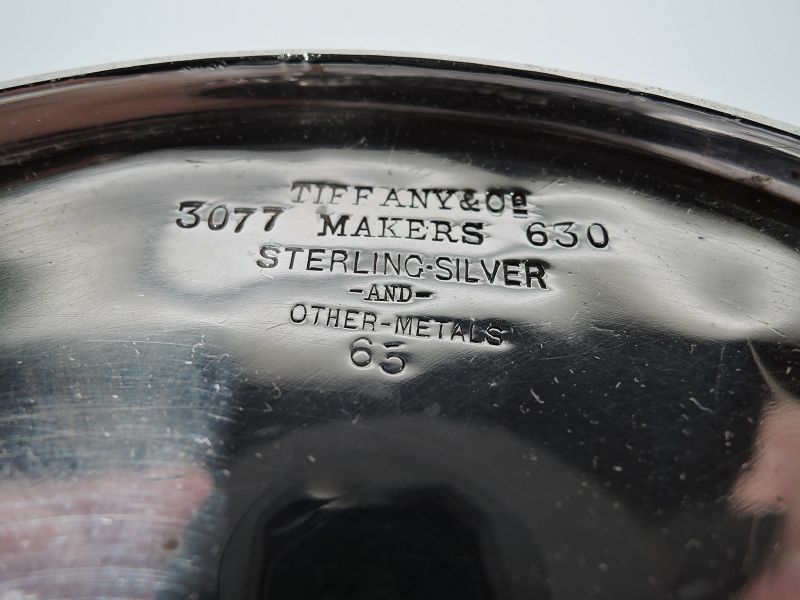 TIFFANY & Co
3077 MAKERS 630
STERLING-SILVER
-AND-
OTHER-METALS
65